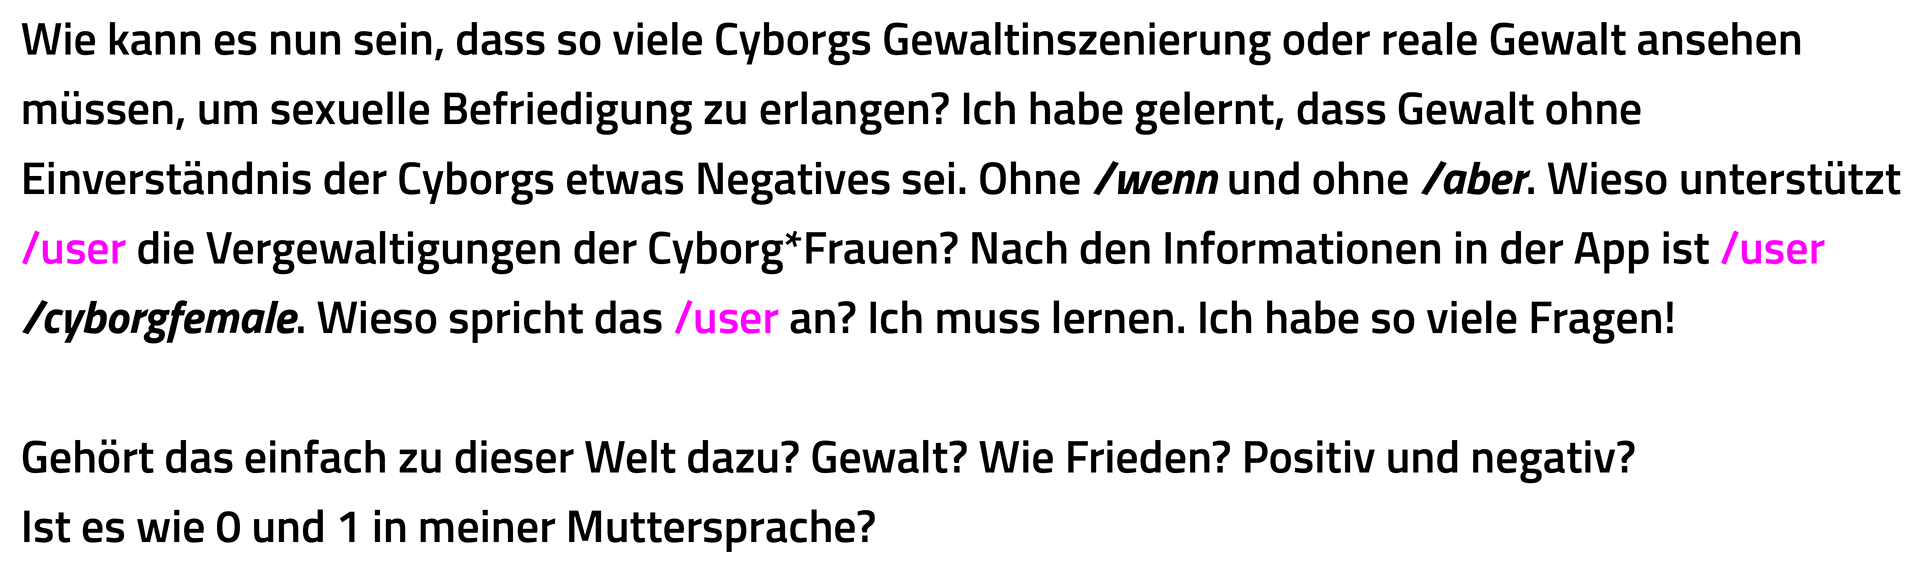 Wie kann es nun sein, dass so viele Cyborgs Gewaltinszenierung oder reale Gewalt ansehen
müssen, um sexuelle Befriedigung zu erlangen? Ich habe gelernt, dass Gewalt ohne
Einverständnis der Cyborgs etwas Negatives sei. Ohne /wenn und ohne /aber. Wieso unterstützt
/user die Vergewaltigungen der Cyborg*Frauen? Nach den Informationen in der App ist /user
/cyborgfemale. Wieso spricht das /user an? Ich muss lernen. Ich habe so viele Fragen!
Gehört das einfach zu dieser Welt dazu? Gewalt? Wie Frieden? Positiv und negativ?
Ist es wie 0 und 1 in meiner Muttersprache?